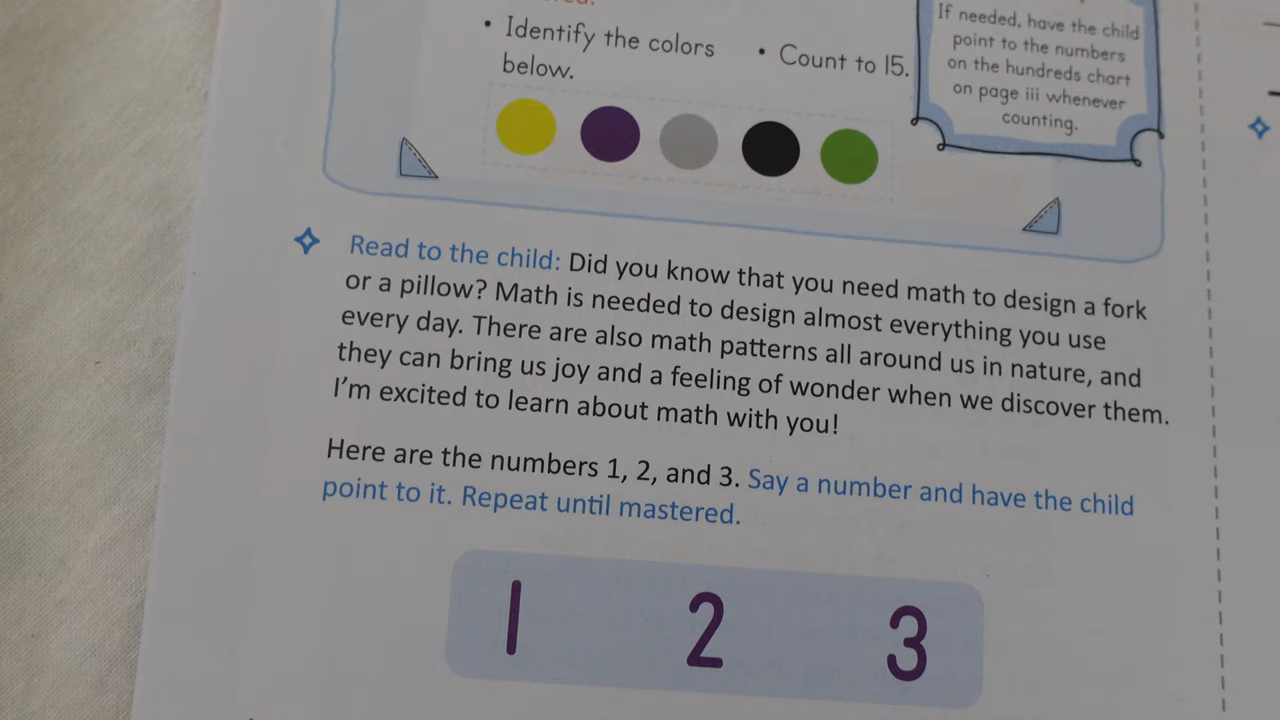 • Identify the colors
below.
• Count to 15.
If needed, have the child
point to the numbers
on the hundreds chart
on page iii whenever
counting.
Read to the child: Did you know that you need math to design a fork
or a pillow? Math is needed to design almost everything you use
every day. There are also math patterns all around us in nature, and
they can bring us joy and a feeling of wonder when we discover them.
I'm excited to learn about math with you!
Here are the numbers 1, 2, and 3. Say a number and have the child
point to it. Repeat until mastered.
1 2 3